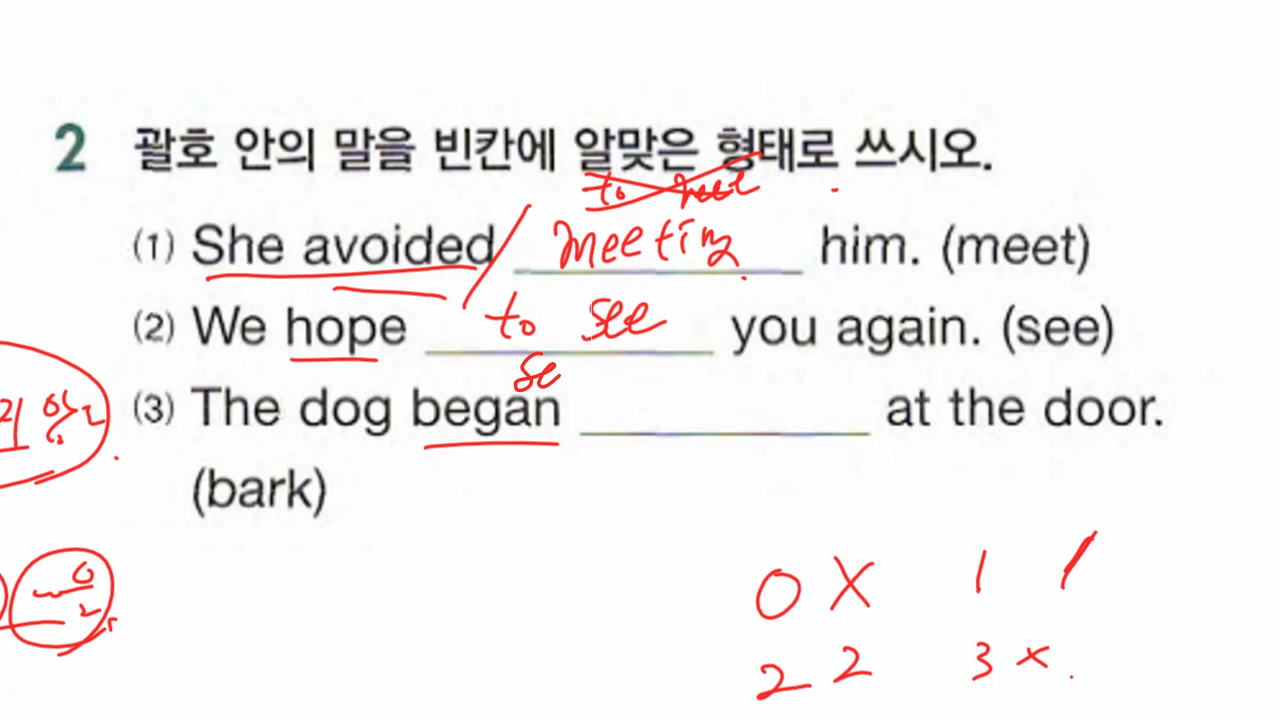 2 괄호 안의 말을 빈칸에 알맞은 형태로 쓰시오.
to meet
(1) She avoided / meeting him. (meet)
(2) We hope to see you again. (see)
se
(3) The dog began ____ at the door.
(bark)
O X 1 /
2 2 3 x .